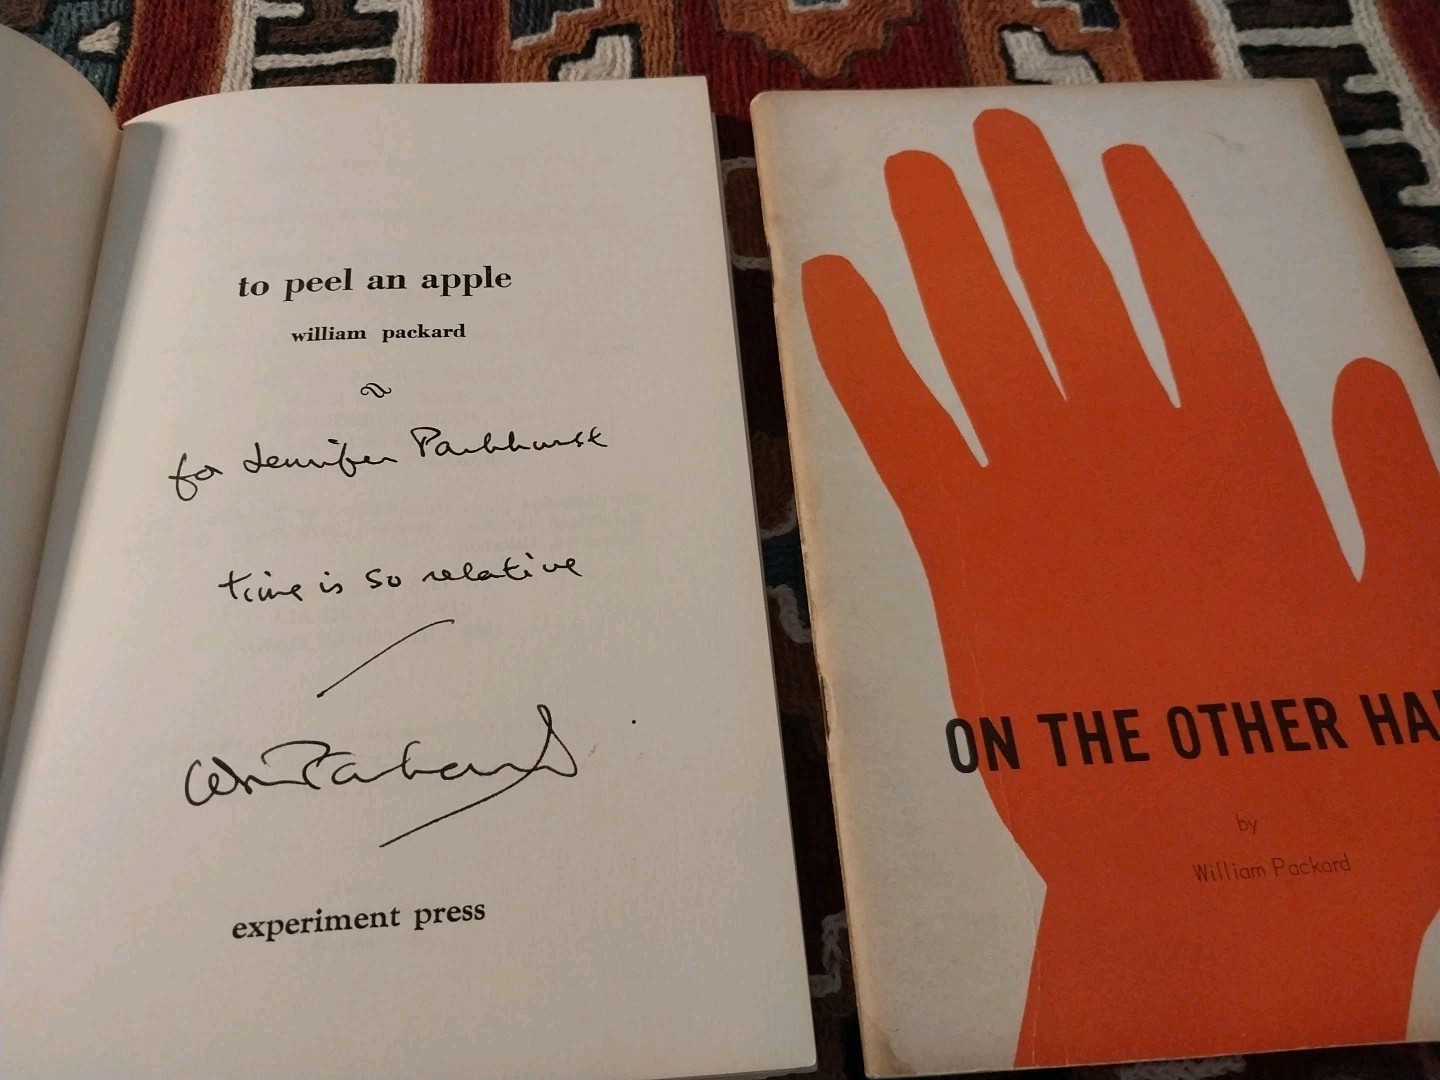 to peel an apple
william packard
for Jennifer Parkhurst
time is so relative
Wm Packard
experiment press
ON THE OTHER HA
by
William Packard